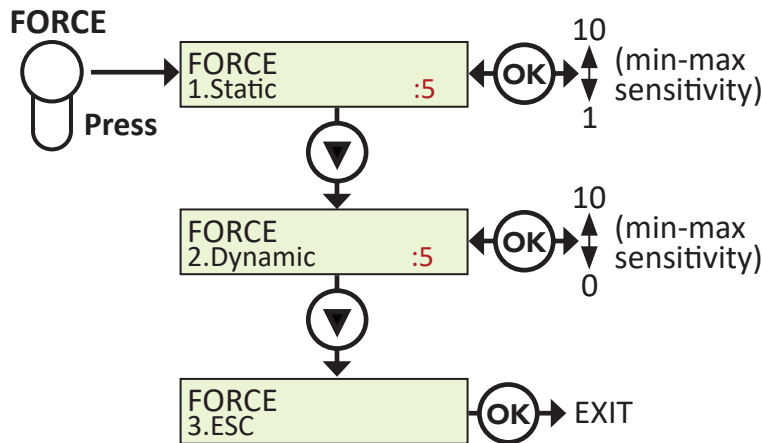 FORCE
Press
FORCE
1.Static :5
OK
10
1
(min-max
sensitivity)
FORCE
2.Dynamic :5
OK
10
0
(min-max
sensitivity)
FORCE
3.ESC
OK
EXIT